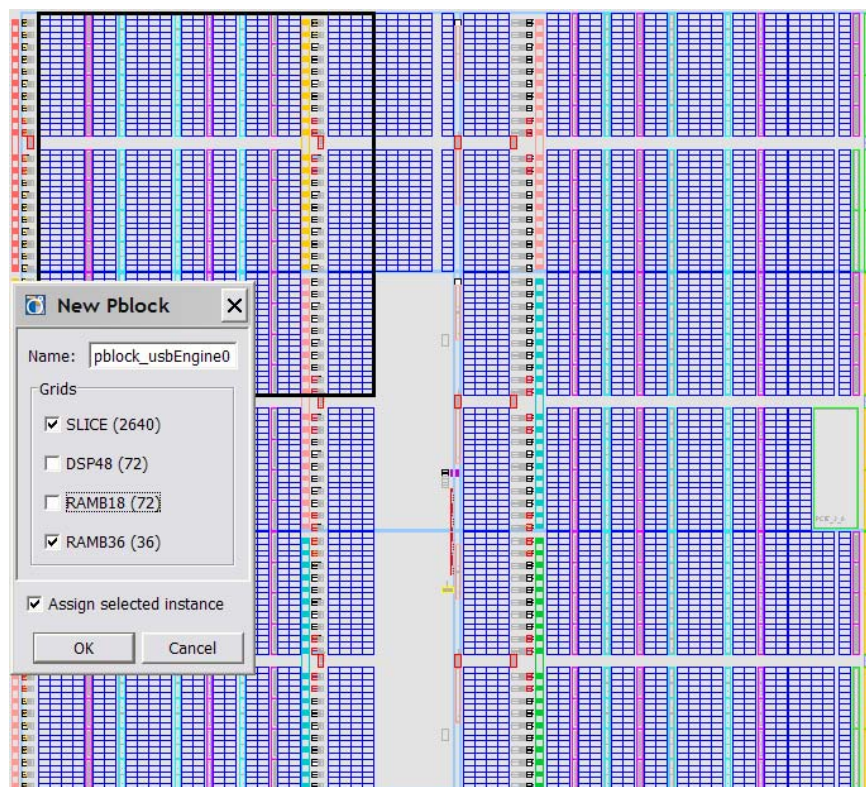 New Pblock
Name: pblock_usbEngine0
Grids
SLICE (2640)
DSP48 (72)
RAMB18 (72)
RAMB36 (36)
Assign selected instance
OK Cancel